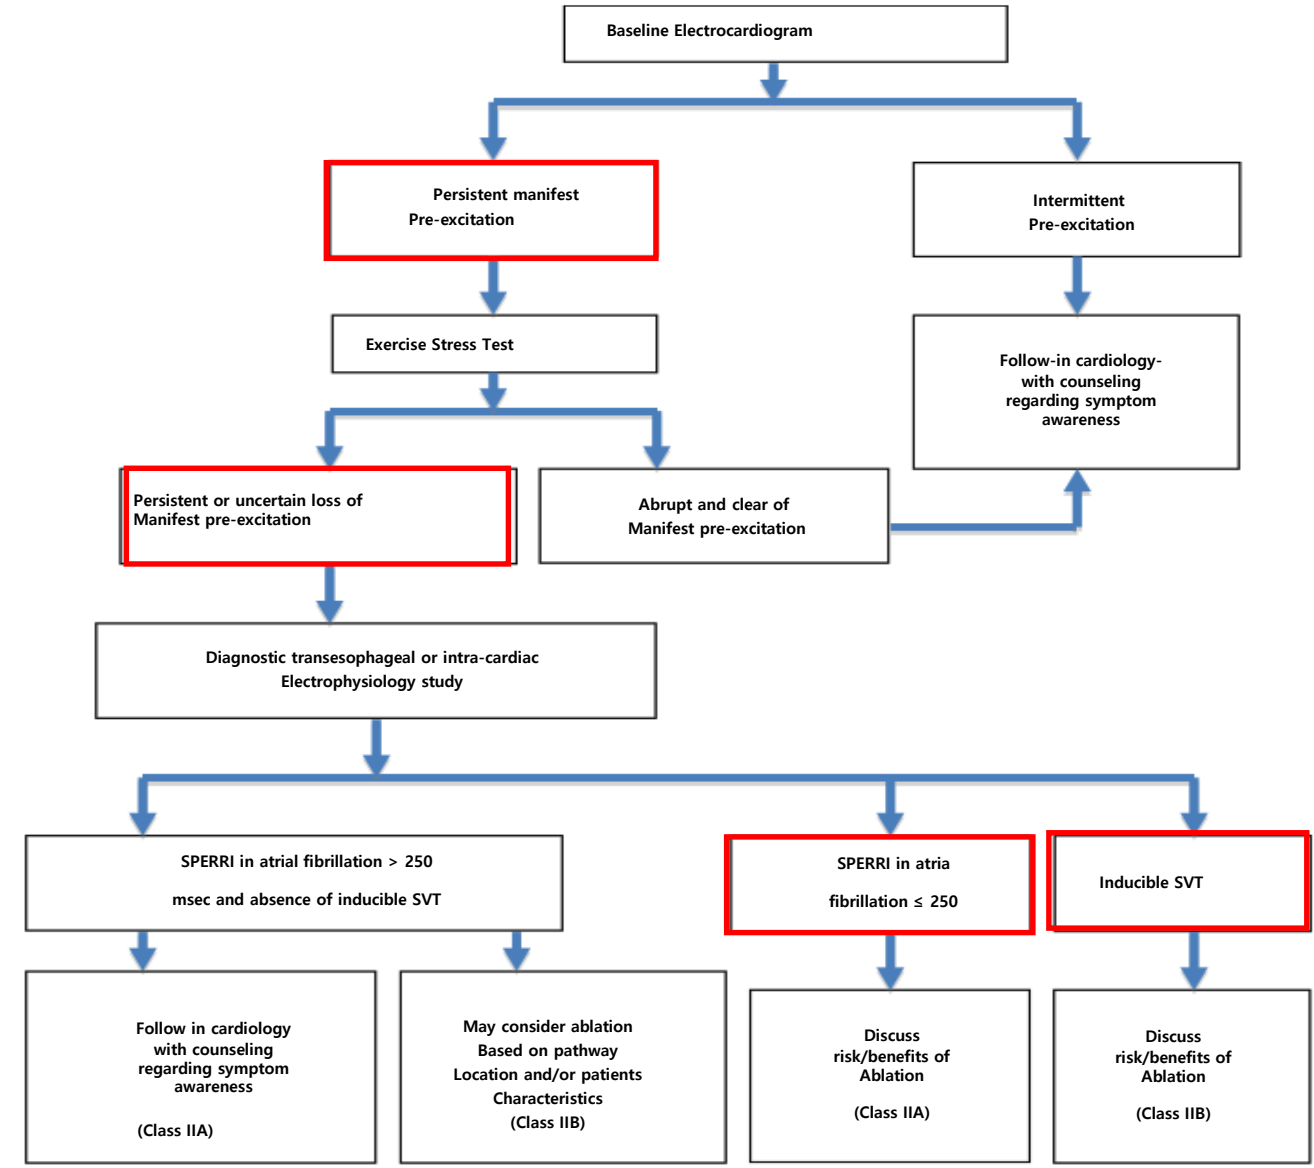 Baseline Electrocardiogram
Persistent manifest
Pre-excitation
Intermittent
Pre-excitation
Exercise Stress Test
Follow-in cardiology-
with counseling
regarding symptom
awareness
Persistent or uncertain loss of
Manifest pre-excitation
Abrupt and clear of
Manifest pre-excitation
Diagnostic transesophageal or intra-cardiac
Electrophysiology study
SPERRI in atrial fibrillation > 250
msec and absence of inducible SVT
SPERRI in atria
fibrillation ≤ 250
Inducible SVT
Follow in cardiology
with counseling
regarding symptom
awareness
(Class IIA)
May consider ablation
Based on pathway
Location and/or patients
Characteristics
(Class IIB)
Discuss
risk/benefits of
Ablation
(Class IIA)
Discuss
risk/benefits of
Ablation
(Class IIB)